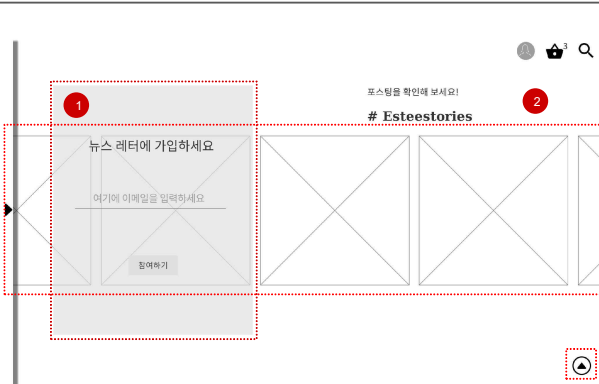 3
포스팅을 확인해 보세요!
1
2
# Esteestories
뉴스 레터에 가입하세요
여기에 이메일을 입력하세요
참여하기